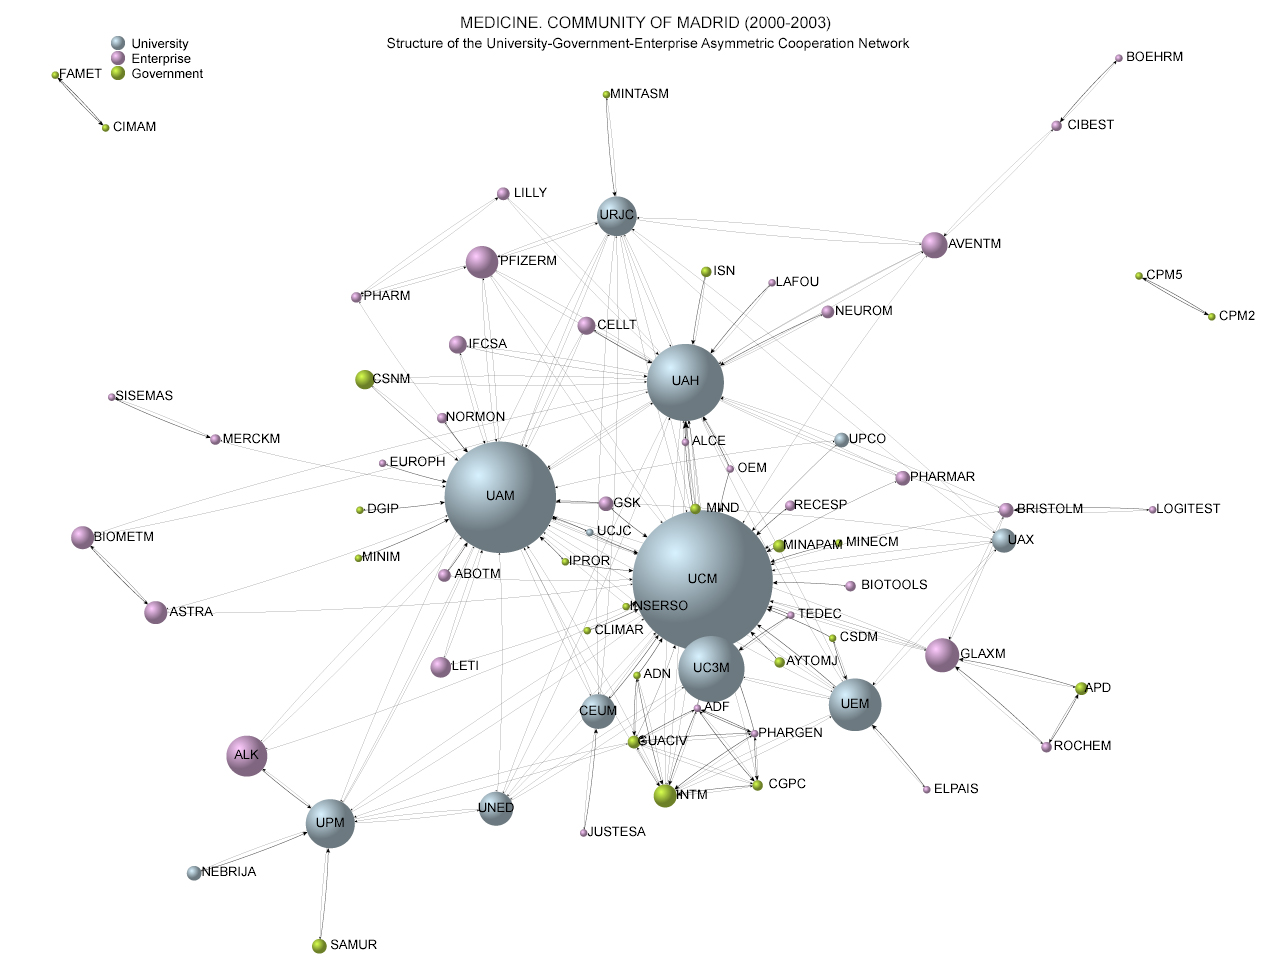 MEDICINE. COMMUNITY OF MADRID (2000-2003)
Structure of the University-Government-Enterprise Asymmetric Cooperation Network
University
Enterprise
Government
BOEHRM
FAMET
MINTASM
CIBEST
CIMAM
LILLY
URJC
AVENTM
PFIZERM
ISN
CPM5
LAFOU
PHARM
NEUROM
CPM2
CELLT
IFCSA
CSNM
UAH
SISEMAS
NORMON
MERCKM
UPCO
ALCE
EUROPH
OEM
PHARMAR
UAM
GSK
RECESP
DGIP
MIND
BRISTOLM
LOGITEST
UCJC
BIOMETM
UAX
MINAPAM
MINECM
MINIM
IPROR
ABOTM
UCM
BIOTOOLS
INSERSO
ASTRA
TEDEC
CLIMAR
CSDM
GLAXM
AYTOMJ
LETI
UC3M
ADN
APD
UEM
ADF
CEUM
PHARGEN
GUACIV
ROCHEM
ALK
CGPC
ELPAIS
INTM
UNED
UPM
JUSTESA
NEBRIJA
SAMUR